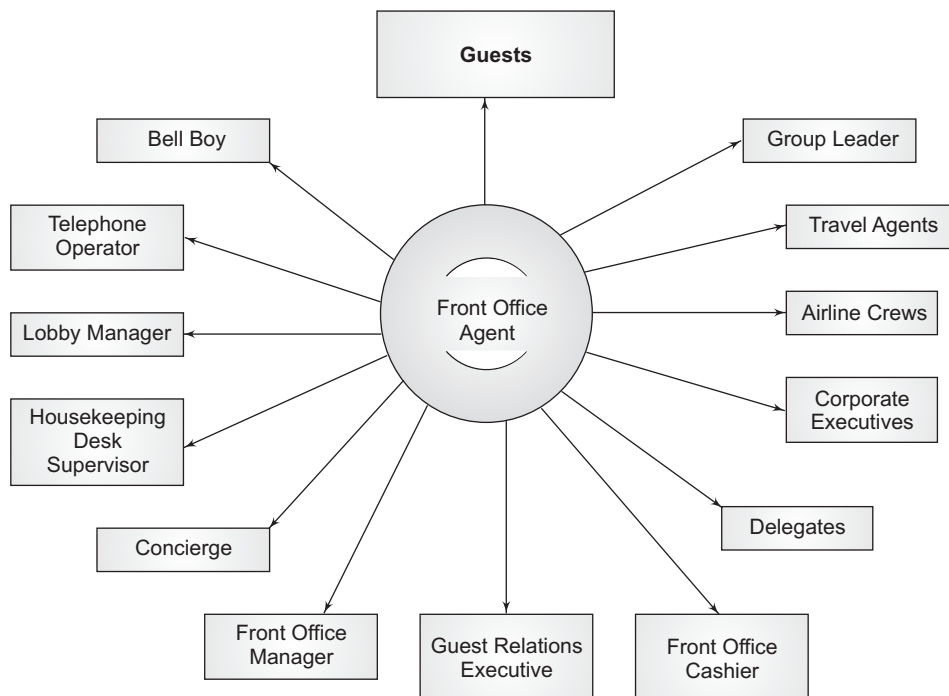 Guests
Bell Boy
Group Leader
Telephone
Operator
Travel Agents
Front Office
Agent
Lobby Manager
Airline Crews
Housekeeping
Desk
Supervisor
Corporate
Executives
Concierge
Delegates
Front Office
Manager
Guest Relations
Executive
Front Office
Cashier